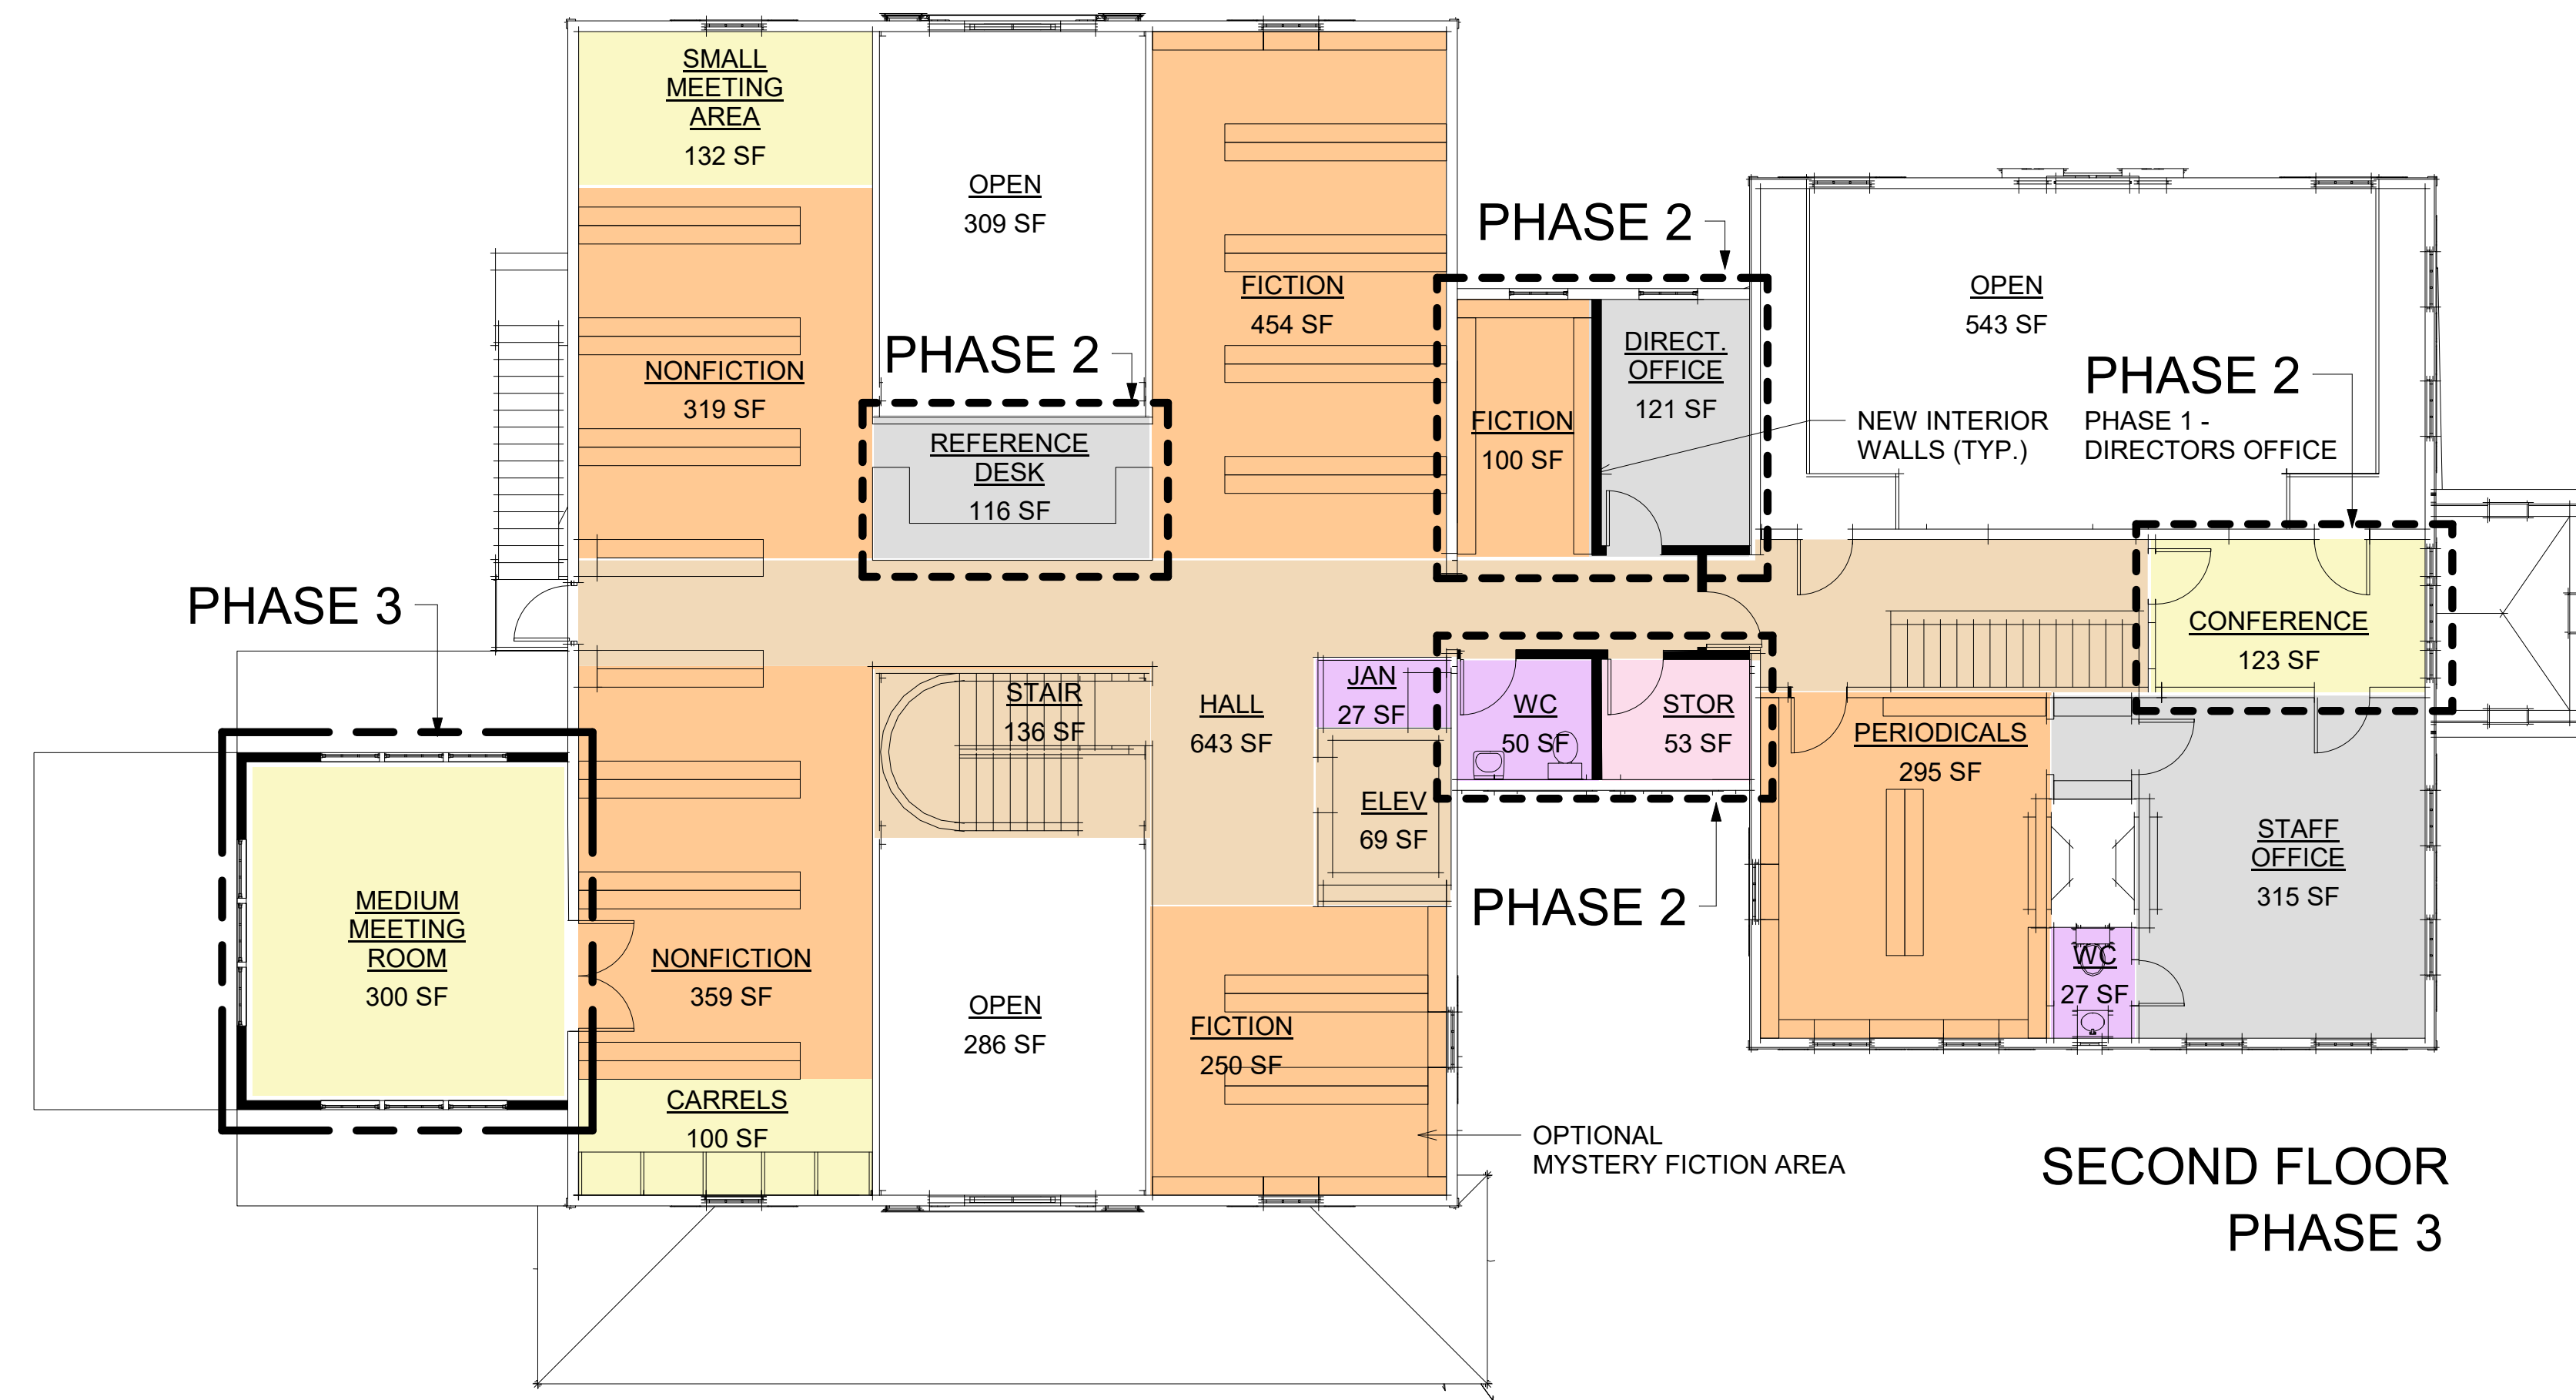 SMALL
MEETING
AREA
132 SF
OPEN
309 SF
FICTION
454 SF
NONFICTION
319 SF
PHASE 2
REFERENCE
DESK
116 SF
PHASE 2
FICTION
100 SF
DIRECT.
OFFICE
121 SF
OPEN
543 SF
NEW INTERIOR
WALLS (TYP.)
PHASE 2
PHASE 1 -
DIRECTORS OFFICE
CONFERENCE
123 SF
PHASE 3
MEDIUM
MEETING
ROOM
300 SF
STAIR
136 SF
HALL
643 SF
JAN
27 SF
ELEV
69 SF
WC
50 SF
STOR
53 SF
PHASE 2
PERIODICALS
295 SF
STAFF
OFFICE
315 SF
WC
27 SF
NONFICTION
359 SF
CARRELS
100 SF
OPEN
286 SF
FICTION
250 SF
OPTIONAL
MYSTERY FICTION AREA
SECOND FLOOR
PHASE 3